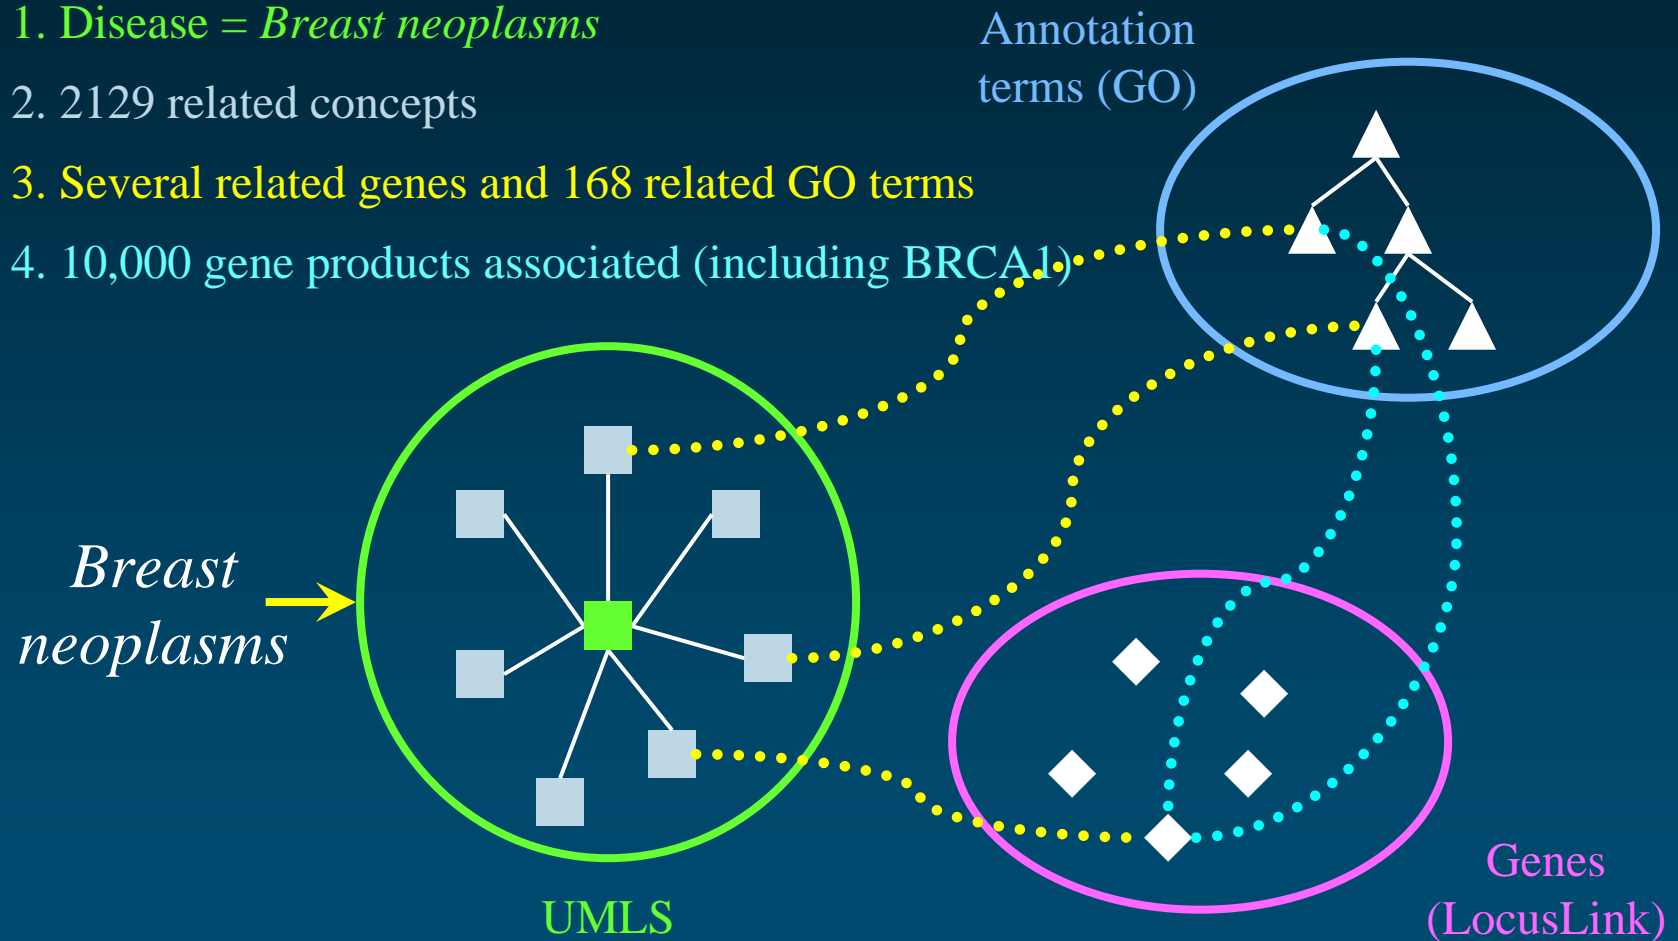 1. Disease = Breast neoplasms
2. 2129 related concepts
3. Several related genes and 168 related GO terms
4. 10,000 gene products associated (including BRCA1)
Annotation
terms (GO)
Breast
neoplasms
UMLS
Genes
(LocusLink)